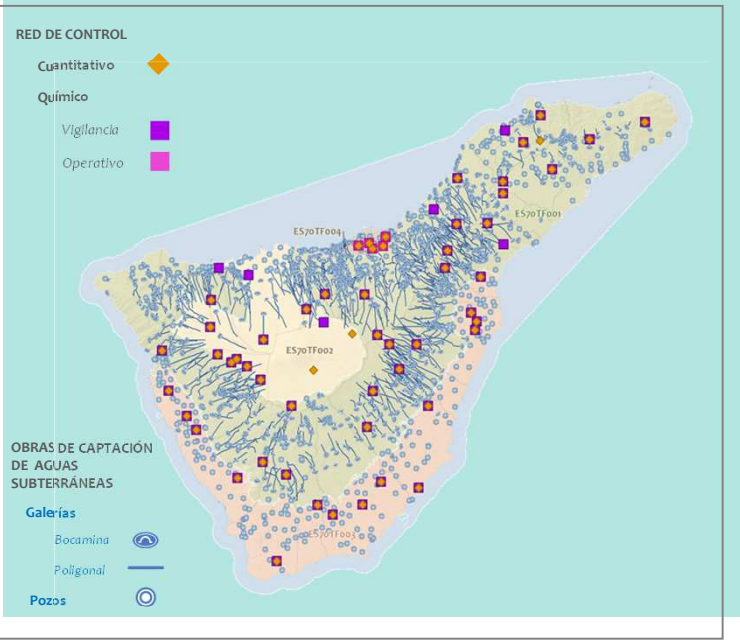 RED DE CONTROL
Cuantitativo
Químico
Vigilancia
Operativo
ES70TF001
ES70TF004
ES70TF002
ES70TF003
OBRAS DE CAPTACIÓN
DE AGUAS
SUBTERRÁNEAS
Galerías
Bocamina
Poligonal
Pozos